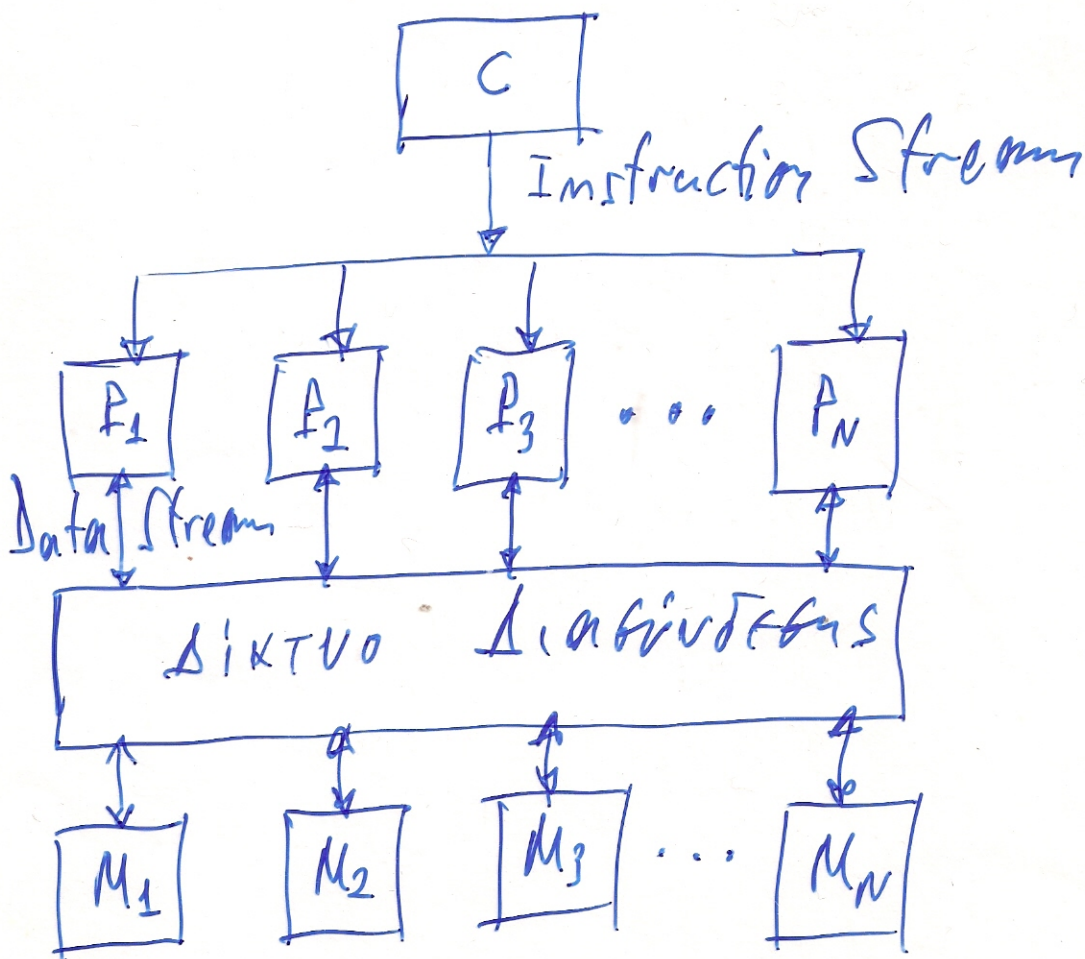 C
Instruction Stream
P1 P2 P3 ... PN
Data Stream
Δίκτυο Διασύνδεσης
M1 M2 M3 ... MN